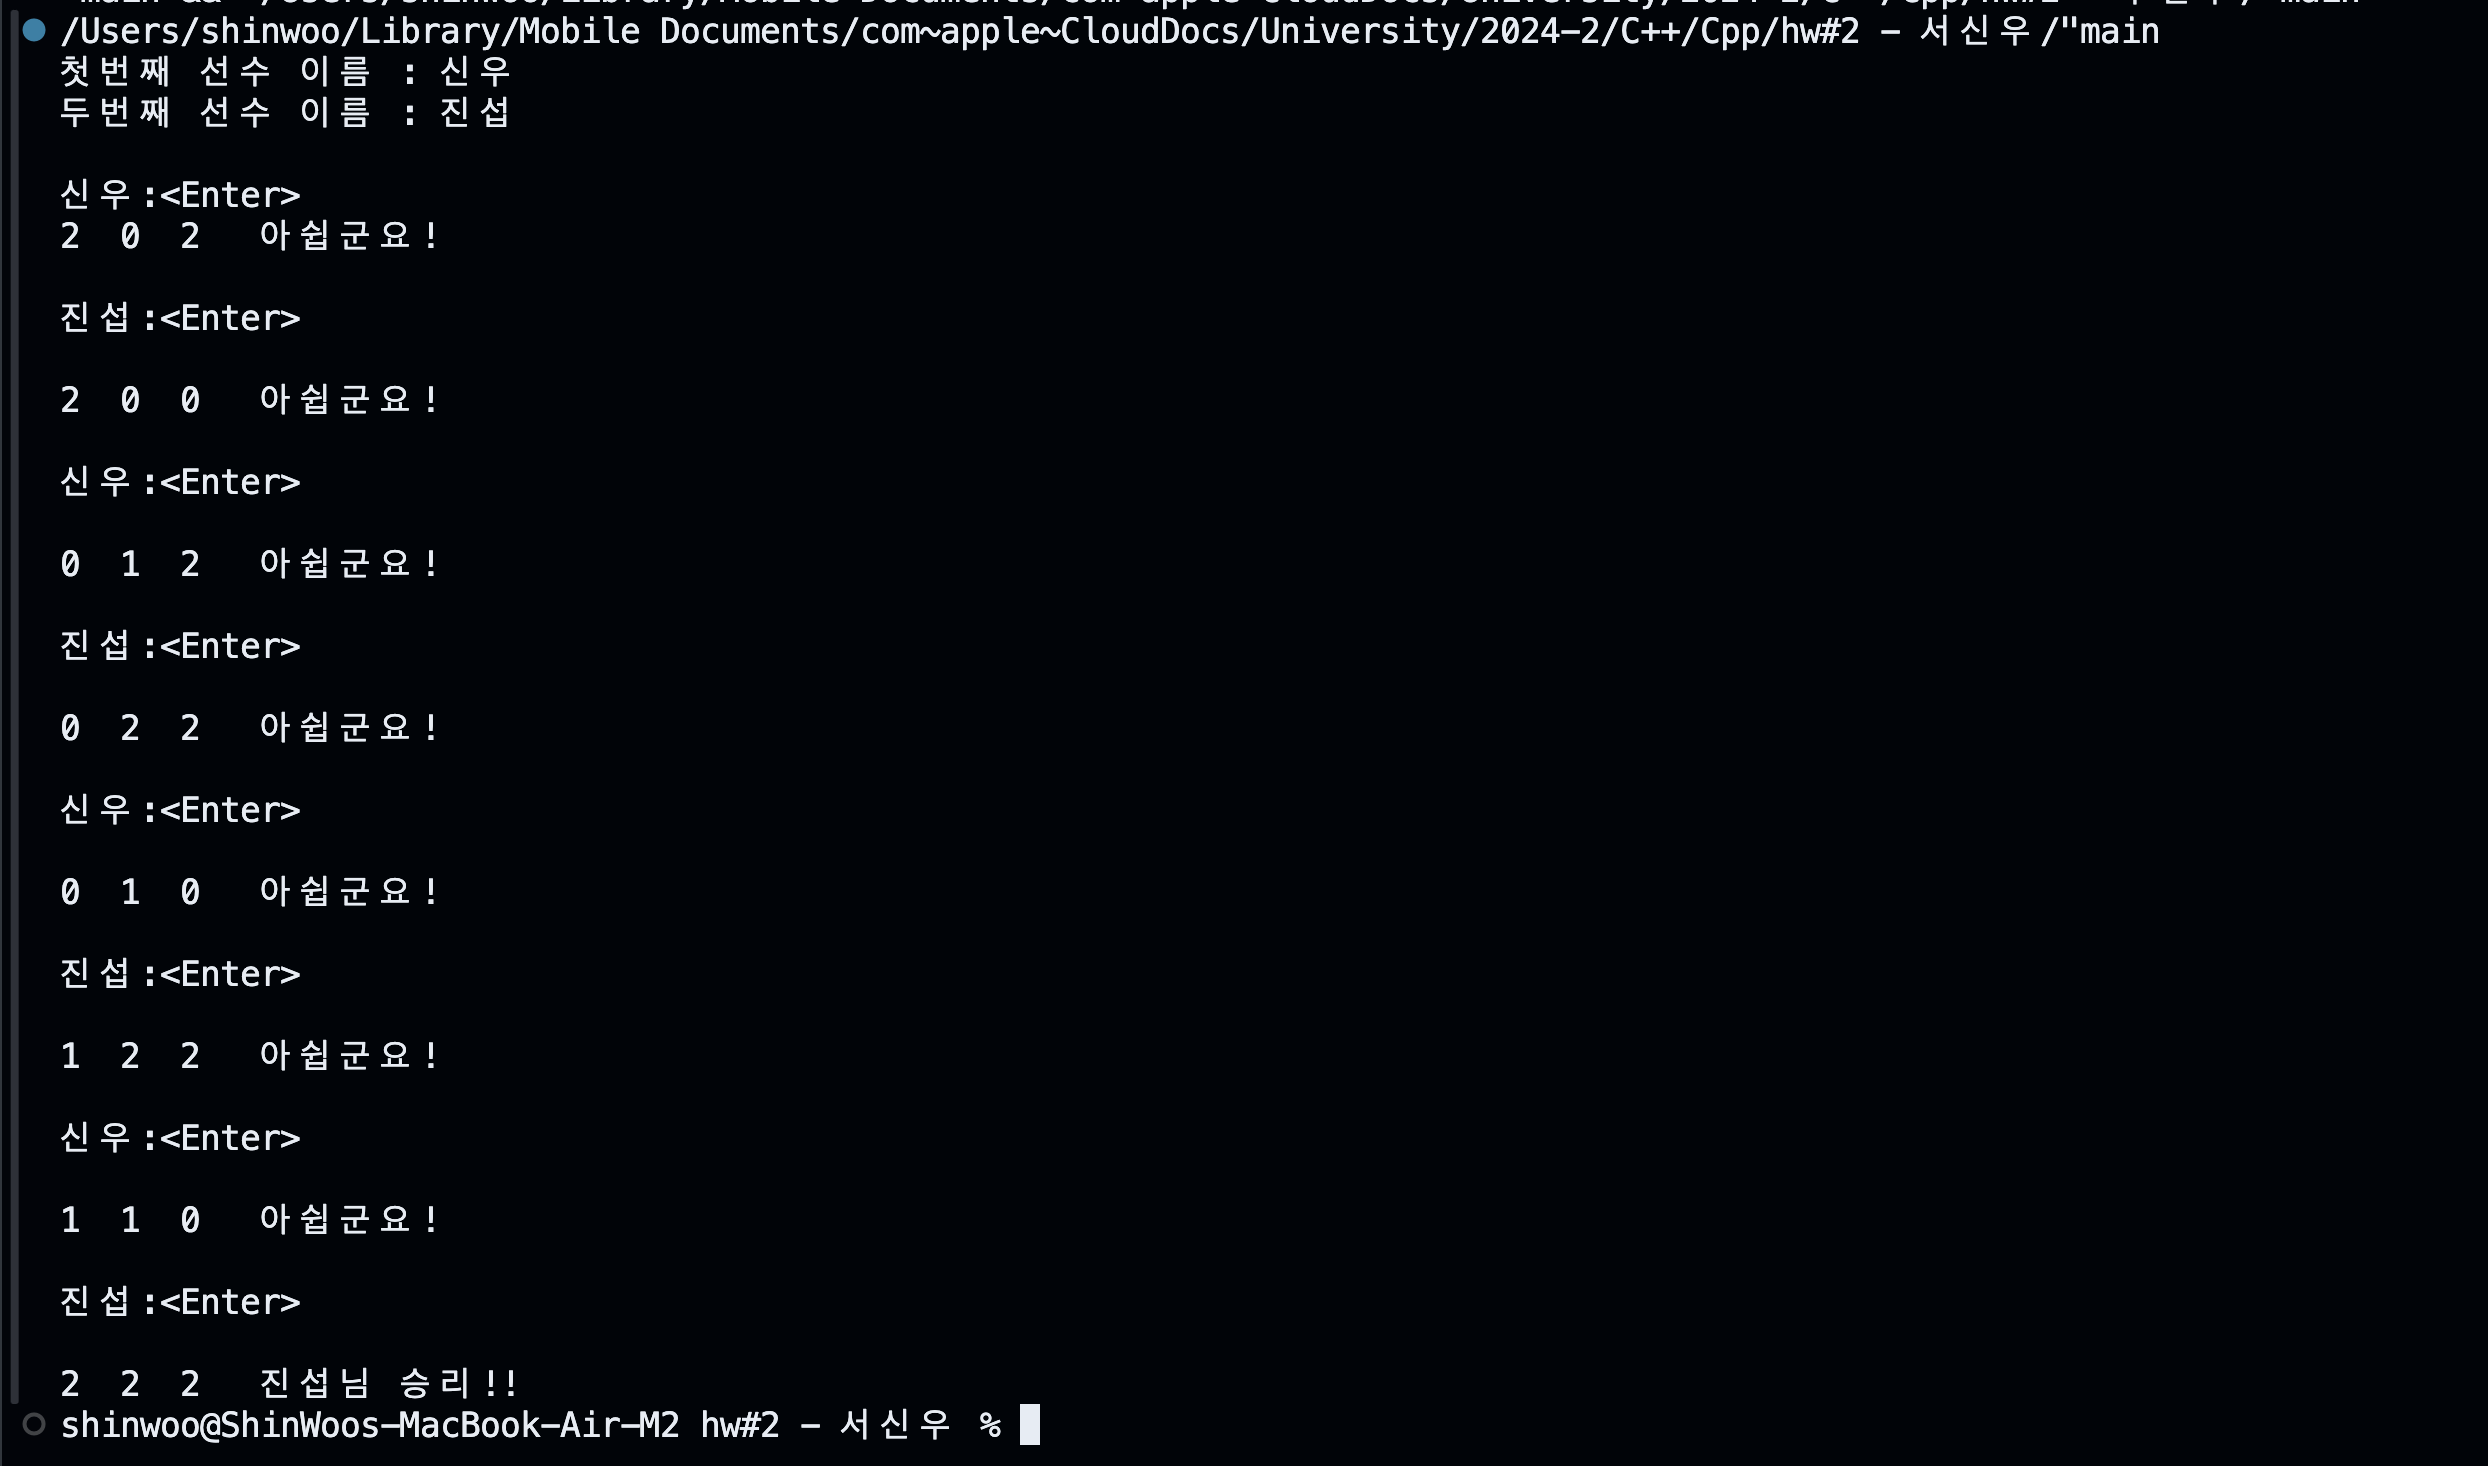 /Users/shinwoo/Library/Mobile Documents/com~apple~CloudDocs/University/2024-2/C++/Cpp/hw#2 - 서신우/"main
첫번째 선수 이름 : 신우
두번째 선수 이름 : 진섭
신우:<Enter>
2  0  2   아쉽군요!
진섭:<Enter>
2  0  0   아쉽군요!
신우:<Enter>
0  1  2   아쉽군요!
진섭:<Enter>
0  2  2   아쉽군요!
신우:<Enter>
0  1  0   아쉽군요!
진섭:<Enter>
1  2  2   아쉽군요!
신우:<Enter>
1  1  0   아쉽군요!
진섭:<Enter>
2  2  2   진섭님 승리!!
shinwoo@ShinWoos-MacBook-Air-M2 hw#2 - 서신우 %